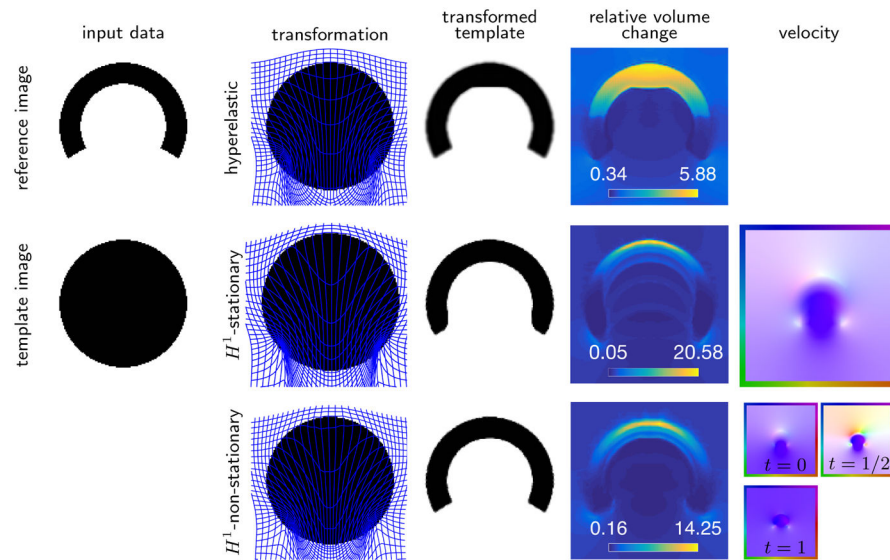 input data
transformation
transformed
template
relative volume
change
velocity
reference image
hyperelastic
0.34 5.88
template image
H¹-stationary
0.05 20.58
H¹-non-stationary
0.16 14.25
t = 0
t = 1/2
t = 1